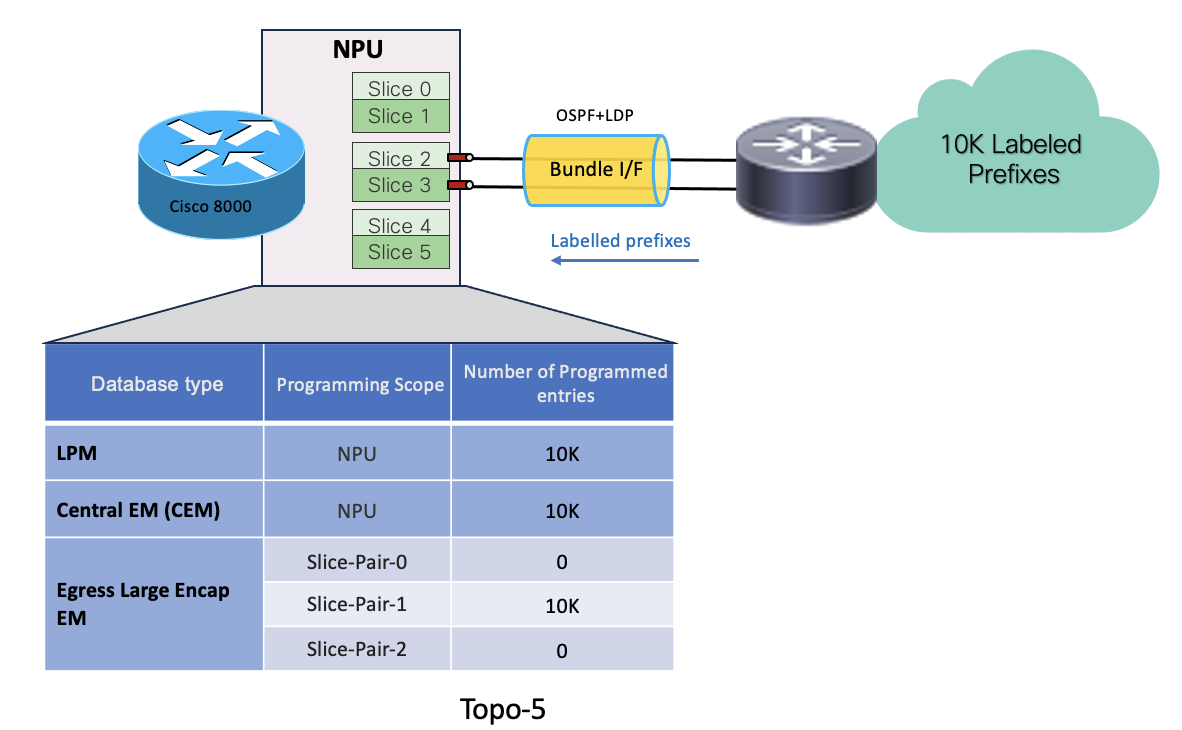 NPU
Slice 0
Slice 1
Slice 2
Slice 3
Slice 4
Slice 5
Cisco 8000
OSPF+LDP
Bundle I/F
Labelled prefixes
10K Labeled
Prefixes
Database type
Programming Scope
Number of Programmed
entries
LPM
NPU
10K
Central EM (CEM)
NPU
10K
Egress Large Encap
EM
Slice-Pair-0
0
Slice-Pair-1
10K
Slice-Pair-2
0
Topo-5